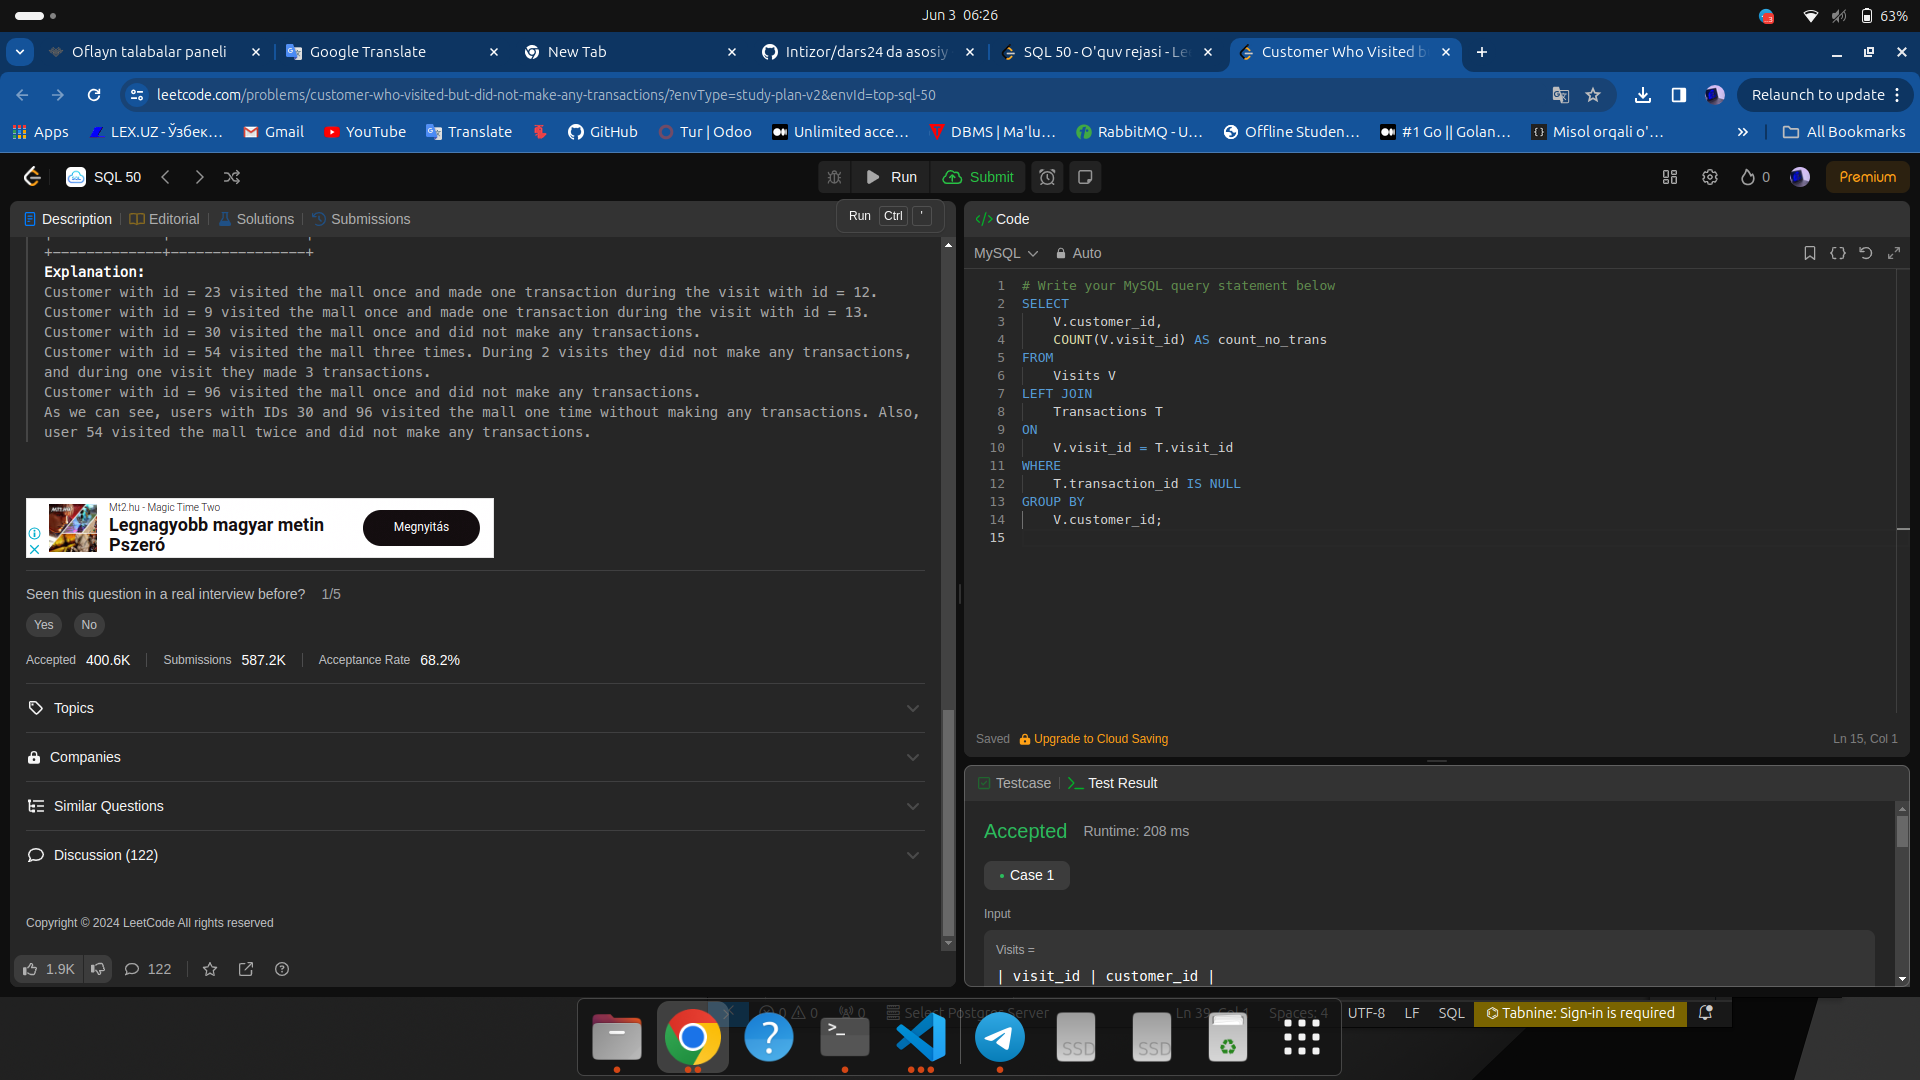 Jun 3 06:26
63%
Oflayn talabalar paneli
Google Translate
New Tab
Intizor/dars24 da asosiy
SQL 50 - O'quv rejasi - Le
Customer Who Visited b
leetcode.com/problems/customer-who-visited-but-did-not-make-any-transactions/?envType=study-plan-v2&envId=top-sql-50
Relaunch to update
Apps
LEX.UZ - Ўзбек...
Gmail
YouTube
Translate
GitHub
Tur | Odoo
Unlimited acce...
DBMS | Ma'lu...
RabbitMQ - U...
Offline Studen...
#1 Go || Golan...
Misol orqali o'...
All Bookmarks
SQL 50
Run
Submit
0
Premium
Description
Editorial
Solutions
Submissions
Run Ctrl '
+-------------+----------------+
Explanation:
Customer with id = 23 visited the mall once and made one transaction during the visit with id = 12.
Customer with id = 9 visited the mall once and made one transaction during the visit with id = 13.
Customer with id = 30 visited the mall once and did not make any transactions.
Customer with id = 54 visited the mall three times. During 2 visits they did not make any transactions,
and during one visit they made 3 transactions.
Customer with id = 96 visited the mall once and did not make any transactions.
As we can see, users with IDs 30 and 96 visited the mall one time without making any transactions. Also,
user 54 visited the mall twice and did not make any transactions.
Mt2.hu - Magic Time Two
Legnagyobb magyar metin
Pszeró
Megnyitás
Seen this question in a real interview before? 1/5
Yes
No
Accepted 400.6K
Submissions 587.2K
Acceptance Rate 68.2%
Topics
Companies
Similar Questions
Discussion (122)
Copyright © 2024 LeetCode All rights reserved
1.9K
122
</> Code
MySQL
Auto
1 # Write your MySQL query statement below
2 SELECT
3 V.customer_id,
4 COUNT(V.visit_id) AS count_no_trans
5 FROM
6 Visits V
7 LEFT JOIN
8 Transactions T
9 ON
10 V.visit_id = T.visit_id
11 WHERE
12 T.transaction_id IS NULL
13 GROUP BY
14 V.customer_id;
15
Saved
Upgrade to Cloud Saving
Ln 15, Col 1
Testcase
Test Result
Accepted
Runtime: 208 ms
Case 1
Input
Visits =
| visit_id | customer_id |
0 0 0
Select Postgres Server
Ln 39, Col 1
Spaces: 4
UTF-8
LF
SQL
Tabnine: Sign-in is required
SSD
SSD